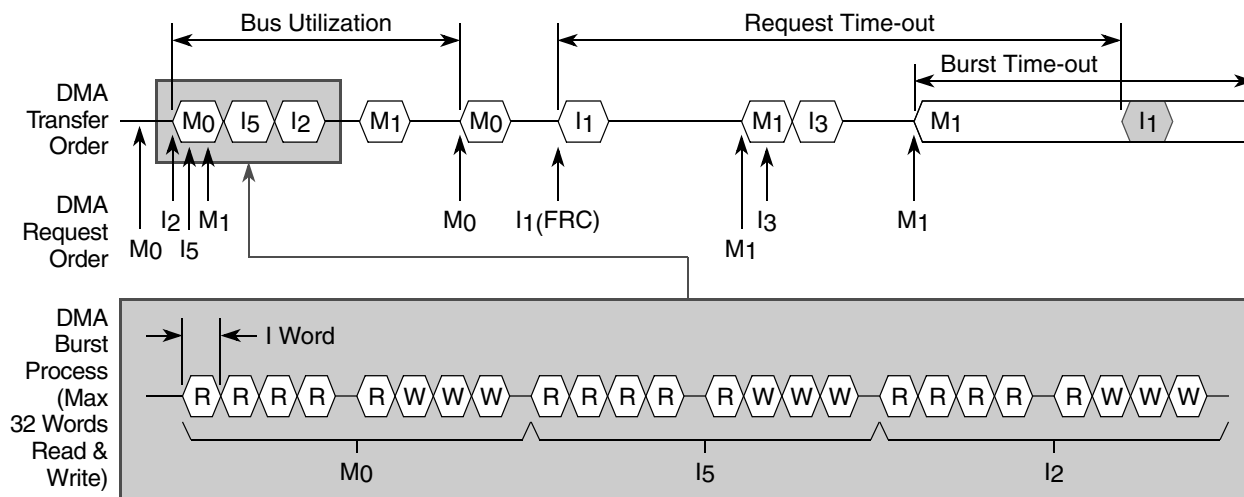 Bus Utilization
Request Time-out
Burst Time-out
DMA
Transfer
Order
M0 I5 I2 M1 M0 I1 M1 I3 M1 I1
DMA
Request
Order
I2 M1 M0 I1(FRC) I3 M1
M0 I5 M1
DMA
Burst
Process
(Max
32 Words
Read &
Write)
I Word
R R R R R W W W R R R R R W W W R R R R R W W W
M0 I5 I2